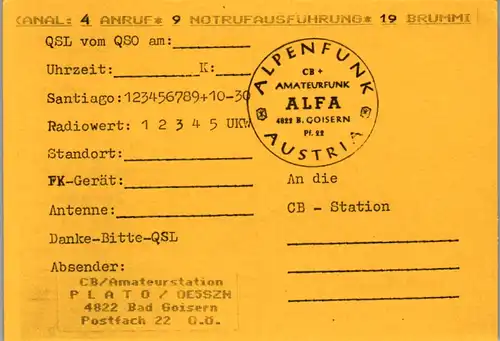 KANAL: 4 ANRUF* 9 NOTRUFAUSFÜHRUNG* 19 BRUMMI
QSL vom QSO am:
Uhrzeit: K:
Santiago:123456789+10-30
Radiowert: 1 2 3 4 5 UKW
Standort:
FK-Gerät:
Antenne:
Danke-Bitte-QSL
Absender:
CB/Amateurstation
P L A T O / OE5SZN
4822 Bad Goisern
Postfach 22 O.Ö.
ALPENFUNK
CB +
AMATEURFUNK
ALFA
4822 B. GOISERN
Pf. 22
AUSTRIA
An die
CB - Station